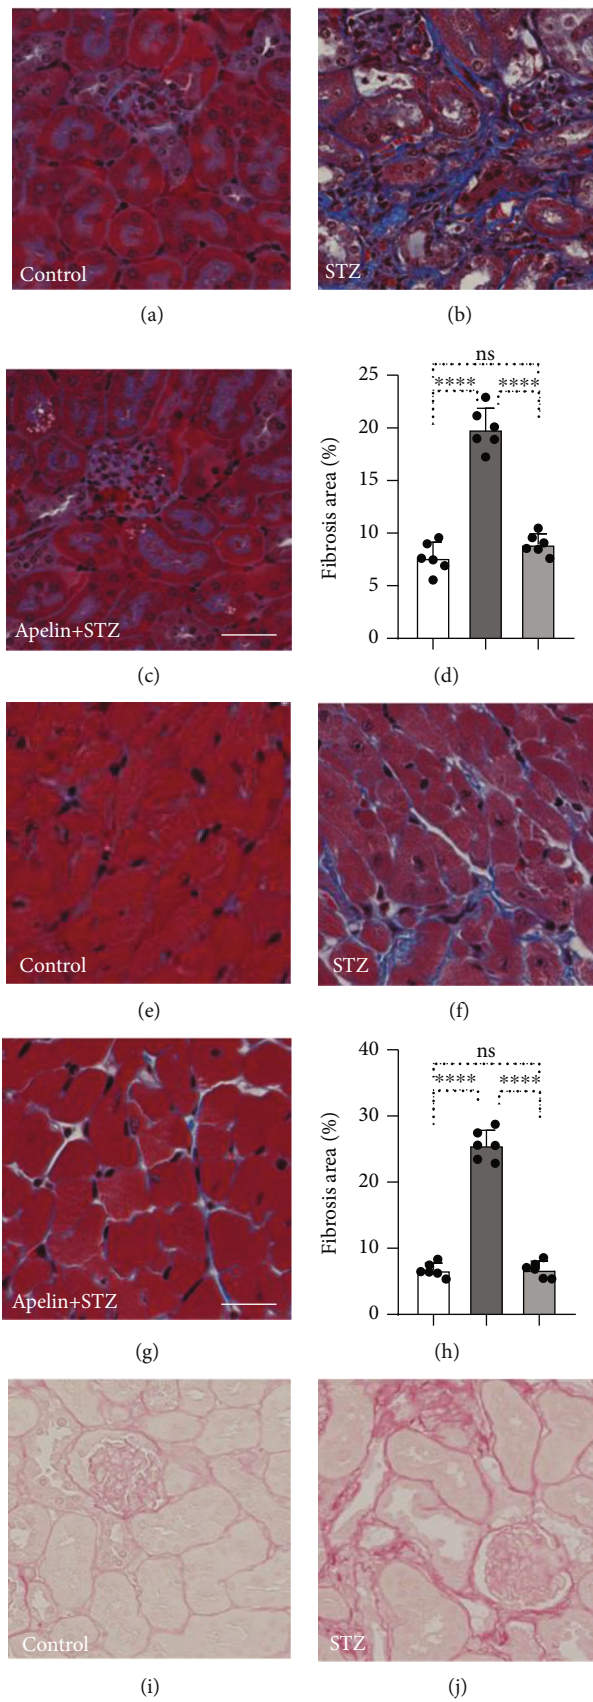 Control
STZ
(a)
(b)
Apelin+STZ
(c)
Fibrosis area (%)
25
20
15
10
5
0
ns
**** ****
(d)
Control
STZ
(e)
(f)
Apelin+STZ
(g)
Fibrosis area (%)
40
30
20
10
0
ns
**** ****
(h)
Control
STZ
(i)
(j)